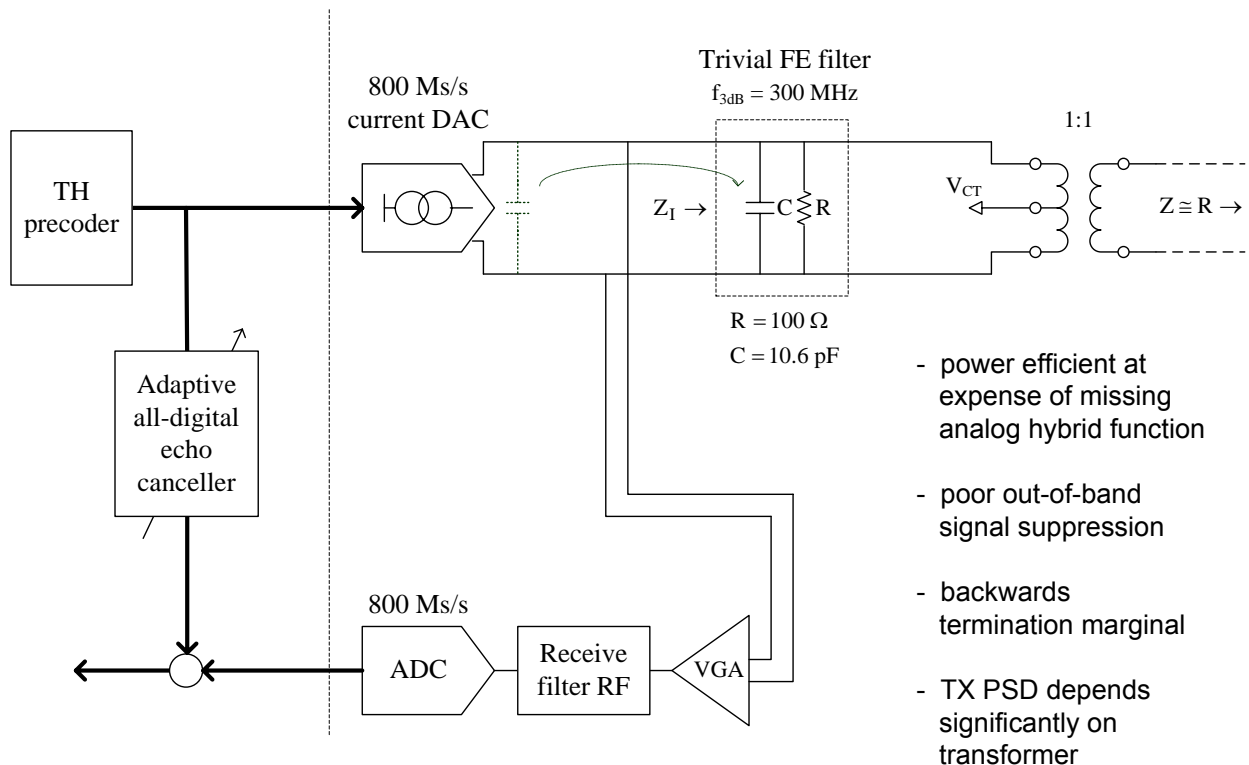 800 Ms/s
current DAC
Trivial FE filter
f3dB = 300 MHz
1:1
TH
precoder
VCT
ZI →
C
R
Z ≅ R →
R = 100 Ω
C = 10.6 pF
Adaptive
all-digital
echo
canceller
- power efficient at
expense of missing
analog hybrid function
- poor out-of-band
signal suppression
- backwards
termination marginal
- TX PSD depends
significantly on
transformer
800 Ms/s
ADC
Receive
filter RF
VGA